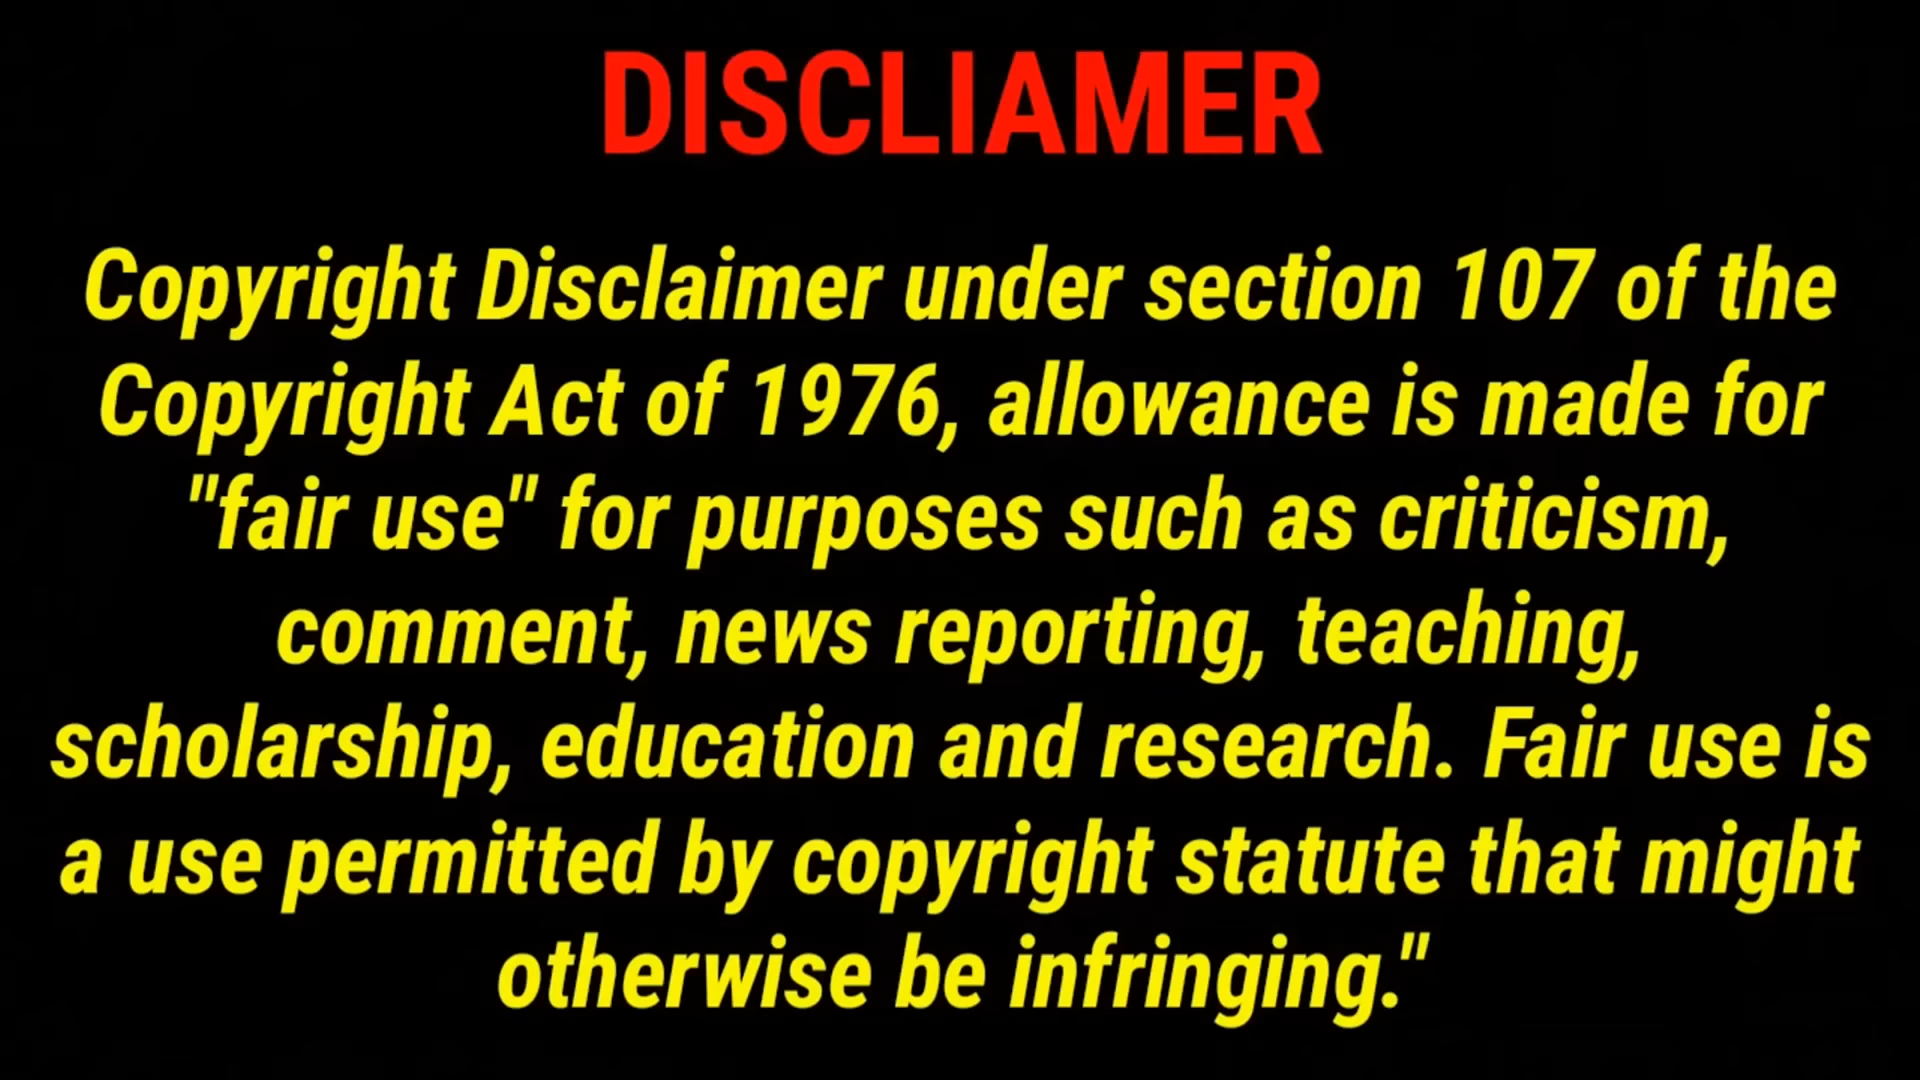 DISCLIAMER
Copyright Disclaimer under section 107 of the
Copyright Act of 1976, allowance is made for
"fair use" for purposes such as criticism,
comment, news reporting, teaching,
scholarship, education and research. Fair use is
a use permitted by copyright statute that might
otherwise be infringing."